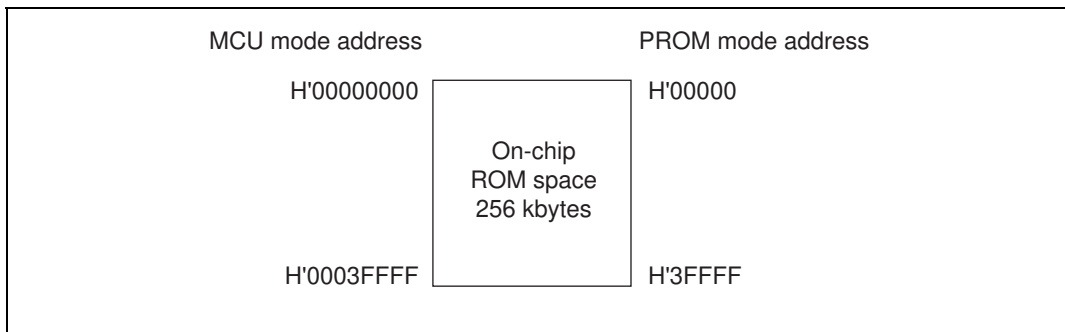 MCU mode address PROM mode address
H'00000000 H'00000
On-chip
ROM space
256 kbytes
H'0003FFFF H'3FFFF